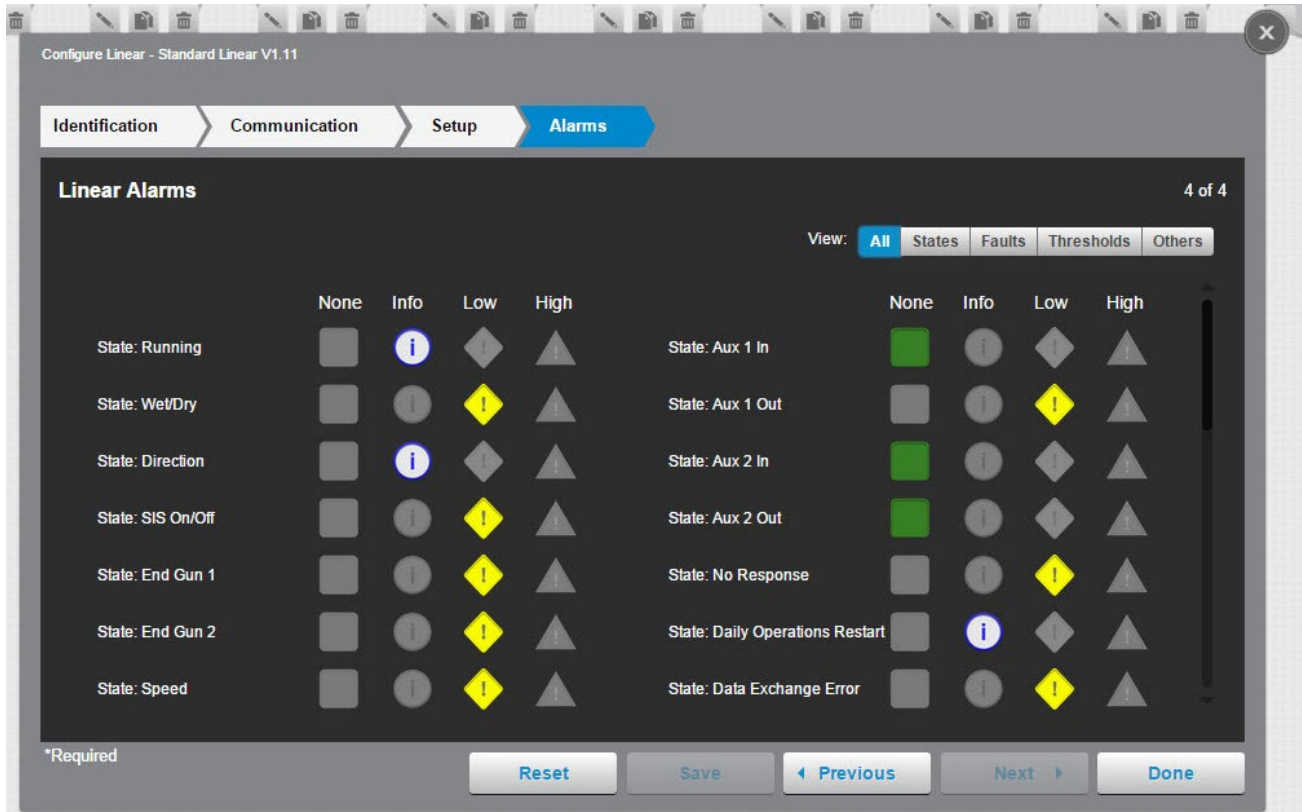 Configure Linear - Standard Linear V1.11
Identification Communication Setup Alarms
Linear Alarms 4 of 4
View: All States Faults Thresholds Others
None Info Low High None Info Low High
State: Running State: Aux 1 In
State: Wet/Dry State: Aux 1 Out
State: Direction State: Aux 2 In
State: SIS On/Off State: Aux 2 Out
State: End Gun 1 State: No Response
State: End Gun 2 State: Daily Operations Restart
State: Speed State: Data Exchange Error
*Required
Reset Save Previous Next Done